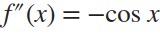 f″(x) = −cos x